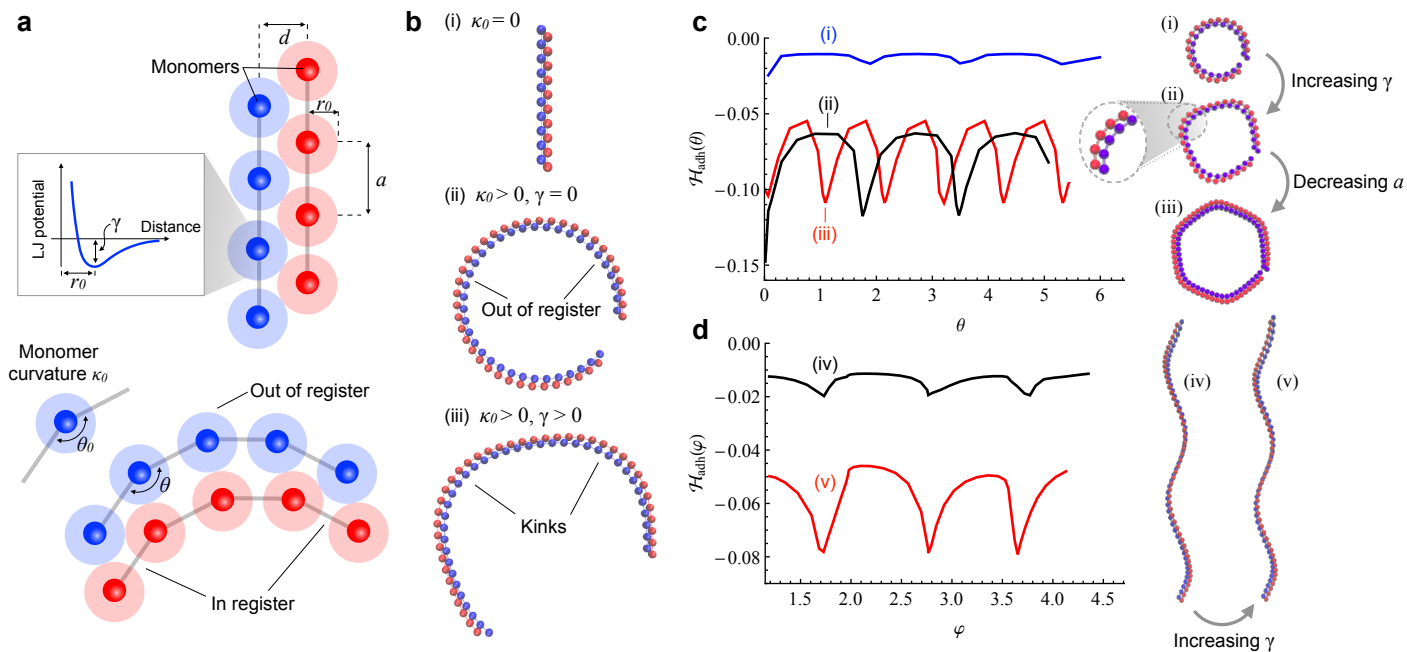 a
d
Monomers
r₀
a
LJ potential
γ
Distance
r₀
Monomer
curvature κ₀
θ₀
Out of register
θ
In register
b
(i) κ₀ = 0
(ii) κ₀ > 0, γ = 0
Out of register
(iii) κ₀ > 0, γ > 0
Kinks
c
0.00
−0.05
−0.10
−0.15
ℋadh(θ)
(i)
(ii)
(iii)
0
1
2
3
4
5
6
θ
(i)
Increasing γ
(ii)
Decreasing a
(iii)
d
0.00
−0.02
−0.04
−0.06
−0.08
ℋadh(φ)
(iv)
(v)
1.5
2.0
2.5
3.0
3.5
4.0
4.5
φ
(iv)
(v)
Increasing γ